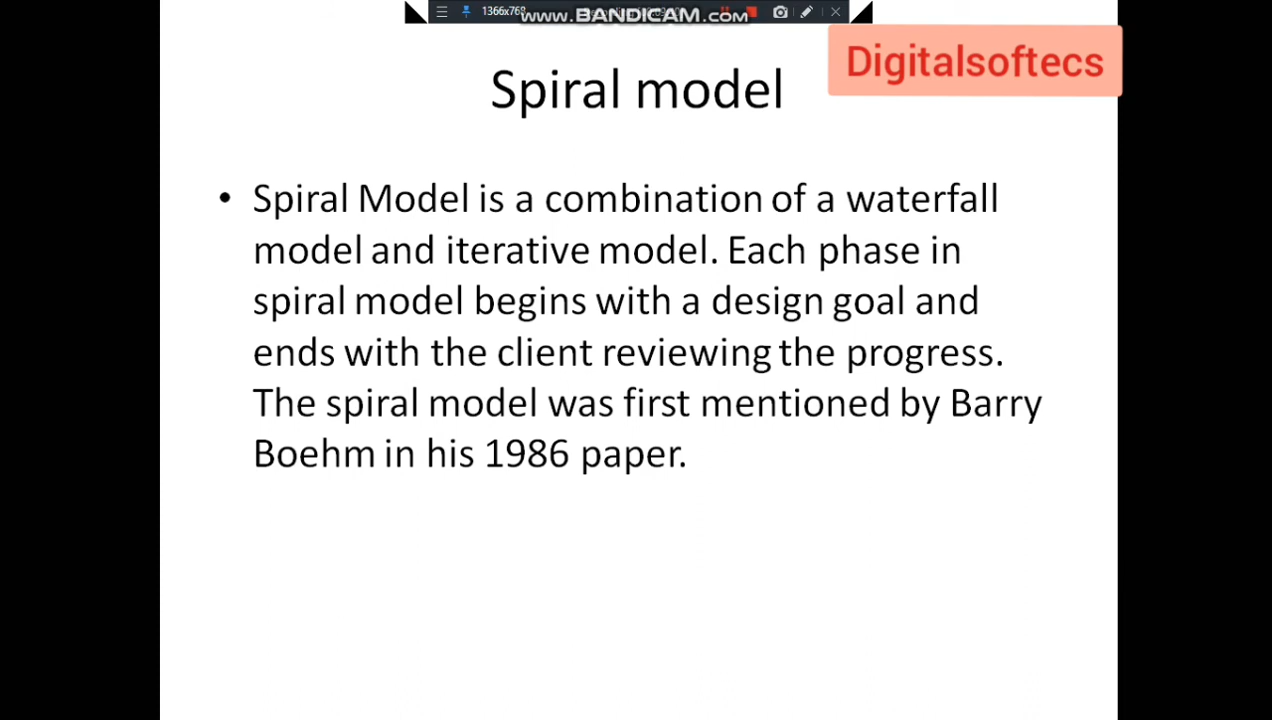 1366x768
www.BANDICAM.com
Digitalsoftecs
Spiral model
• Spiral Model is a combination of a waterfall
model and iterative model. Each phase in
spiral model begins with a design goal and
ends with the client reviewing the progress.
The spiral model was first mentioned by Barry
Boehm in his 1986 paper.